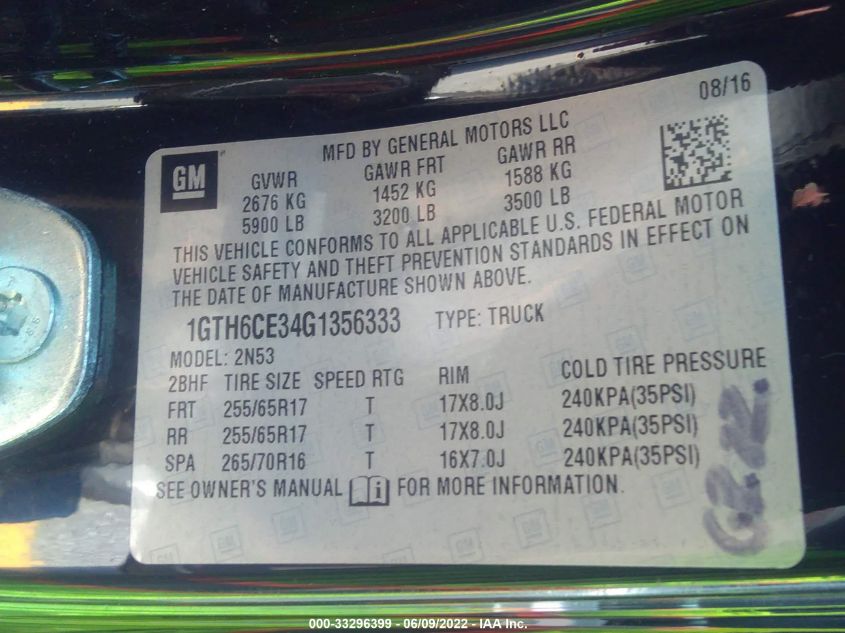 08/16
MFD BY GENERAL MOTORS LLC
GM
GVWR GAWR FRT GAWR RR
2676 KG 1452 KG 1588 KG
5900 LB 3200 LB 3500 LB
THIS VEHICLE CONFORMS TO ALL APPLICABLE U.S. FEDERAL MOTOR
VEHICLE SAFETY AND THEFT PREVENTION STANDARDS IN EFFECT ON
THE DATE OF MANUFACTURE SHOWN ABOVE.
1GTH6CE34G1356333 TYPE: TRUCK
MODEL: 2N53
2BHF TIRE SIZE SPEED RTG RIM COLD TIRE PRESSURE
FRT 255/65R17 T 17X8.0J 240KPA(35PSI)
RR 255/65R17 T 17X8.0J 240KPA(35PSI)
SPA 265/70R16 T 16X7.0J 240KPA(35PSI)
SEE OWNER'S MANUAL i FOR MORE INFORMATION.
000-33296399 - 06/09/2022 - IAA Inc.